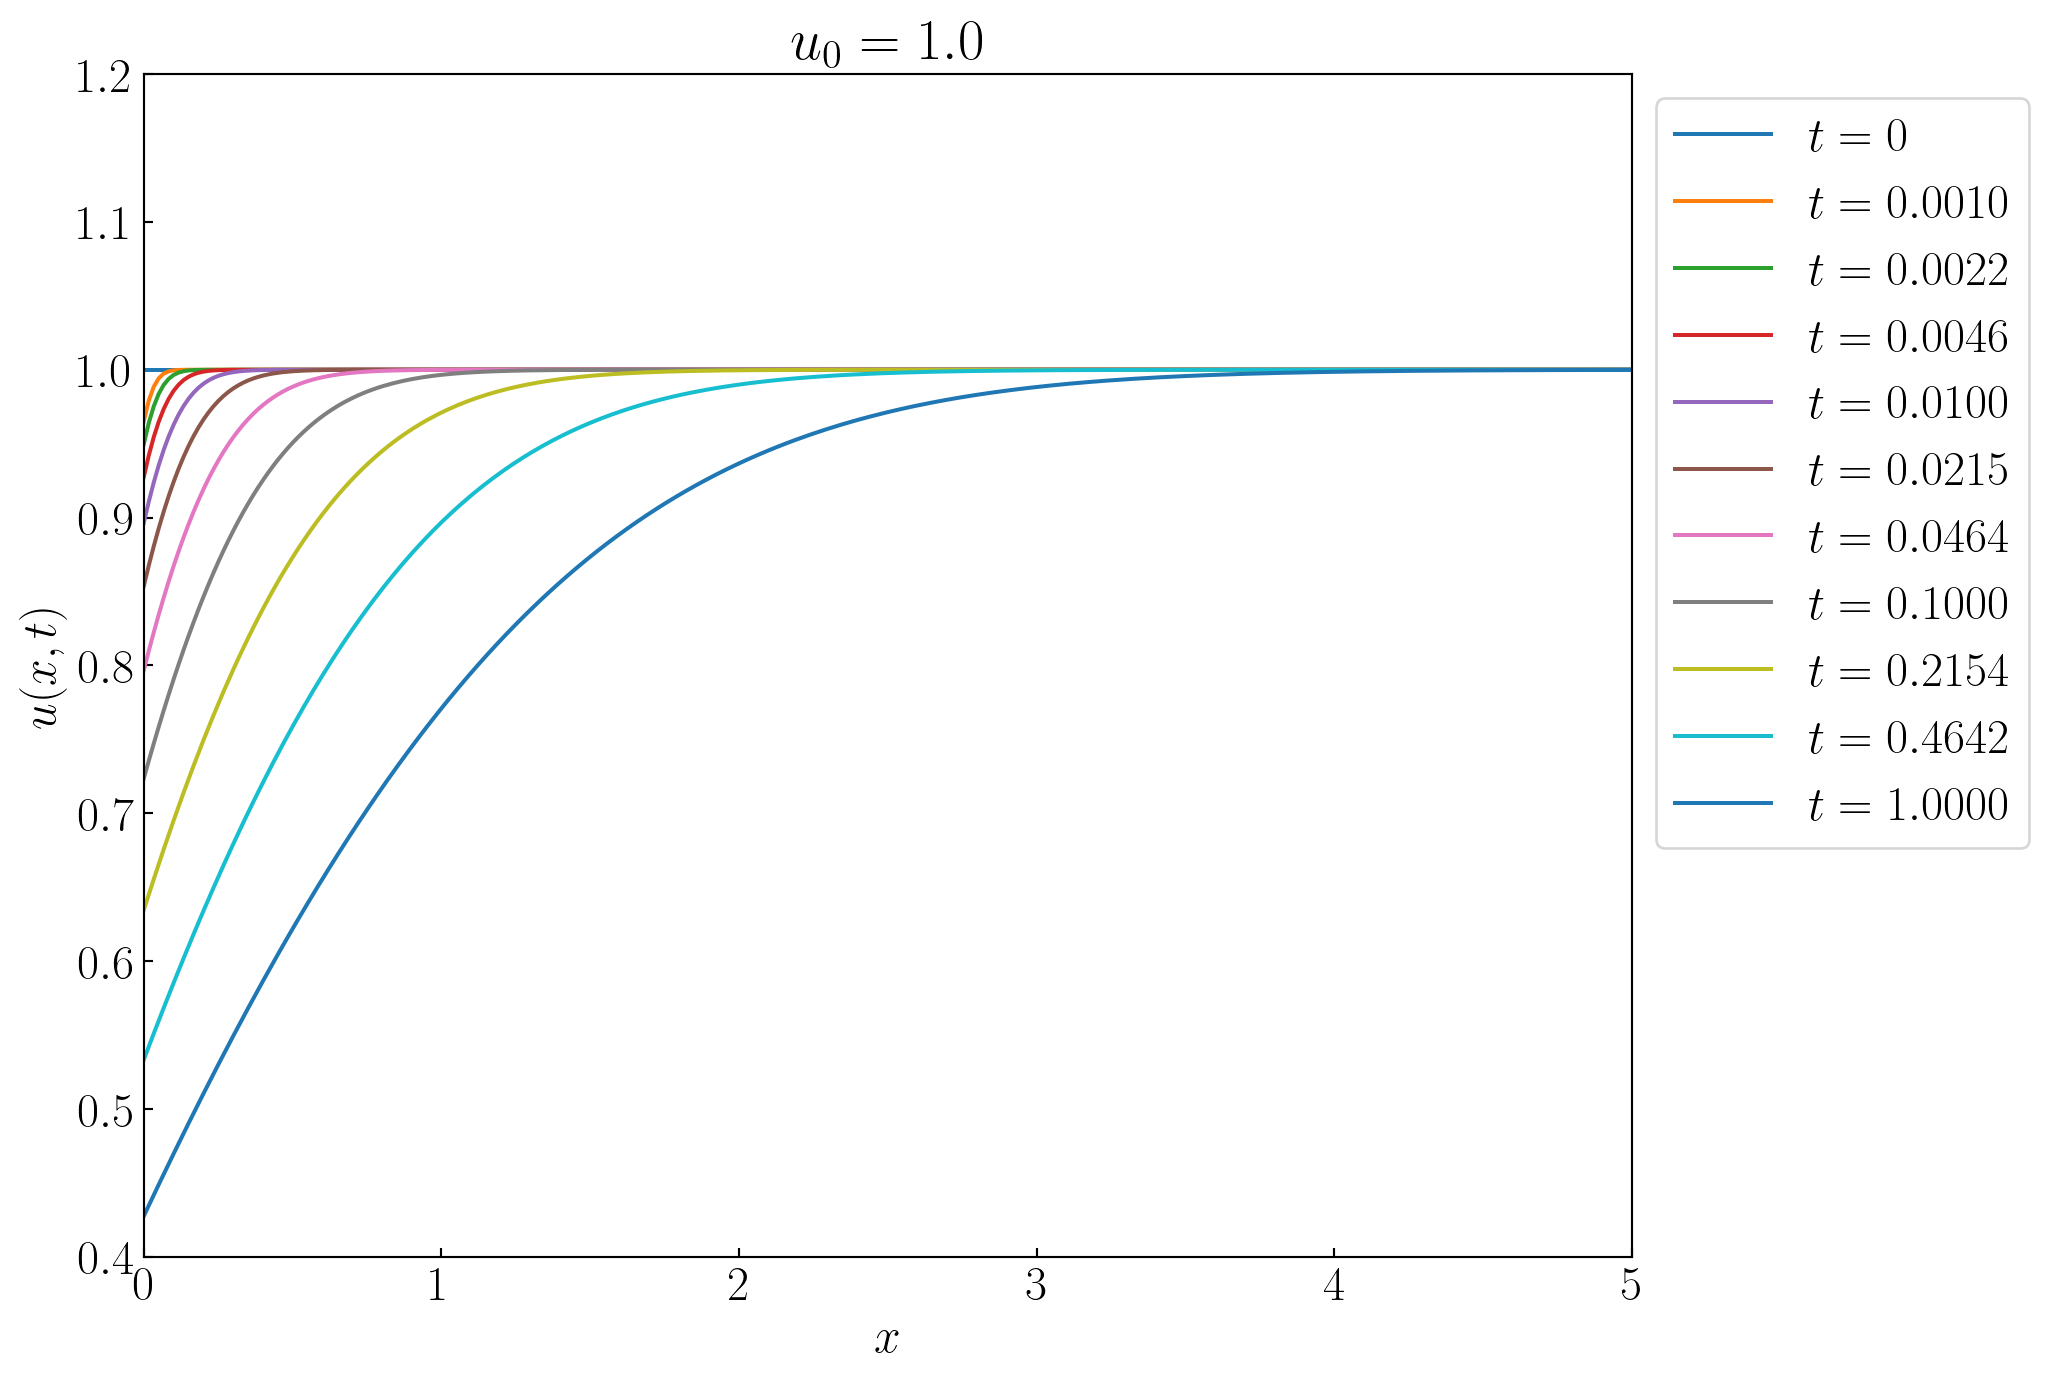 u₀ = 1.0
1.2
1.1
1.0
0.9
0.8
0.7
0.6
0.5
0.4
u(x, t)
0 1 2 3 4 5
x
t = 0
t = 0.0010
t = 0.0022
t = 0.0046
t = 0.0100
t = 0.0215
t = 0.0464
t = 0.1000
t = 0.2154
t = 0.4642
t = 1.0000